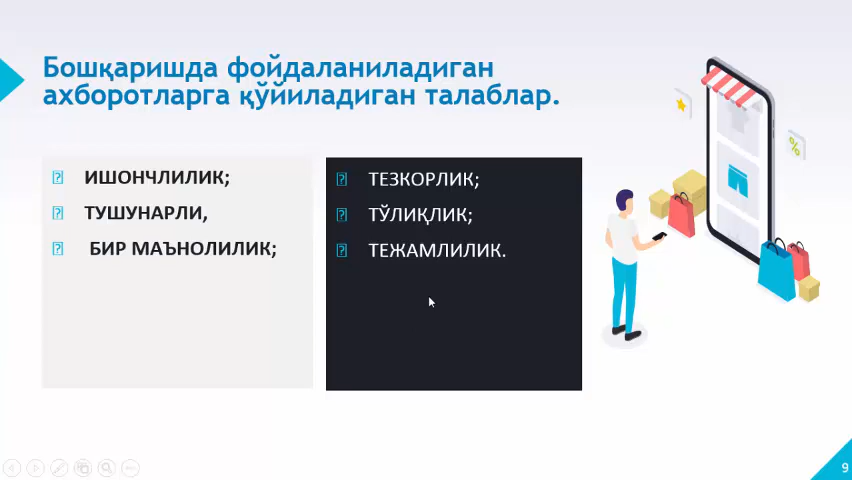 Бошқаришда фойдаланиладиган
ахборотларга қўйиладиган талаблар.
ИШОНЧЛИЛИК;
ТУШУНАРЛИ,
БИР МАЪНОЛИЛИК;
ТЕЗКОРЛИК;
ТЎЛИҚЛИК;
ТЕЖАМЛИЛИК.
%
9